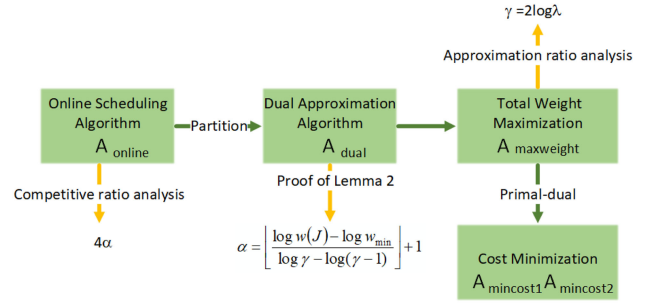 γ =2logλ
Approximation ratio analysis
Online Scheduling
Algorithm
A online
Partition
Dual Approximation
Algorithm
A dual
Total Weight
Maximization
A maxweight
Competitive ratio analysis
4α
Proof of Lemma 2
α = ⌊ (log w(J) − log w_min) / (log γ − log(γ − 1)) ⌋ + 1
Primal-dual
Cost Minimization
A mincost1 A mincost2